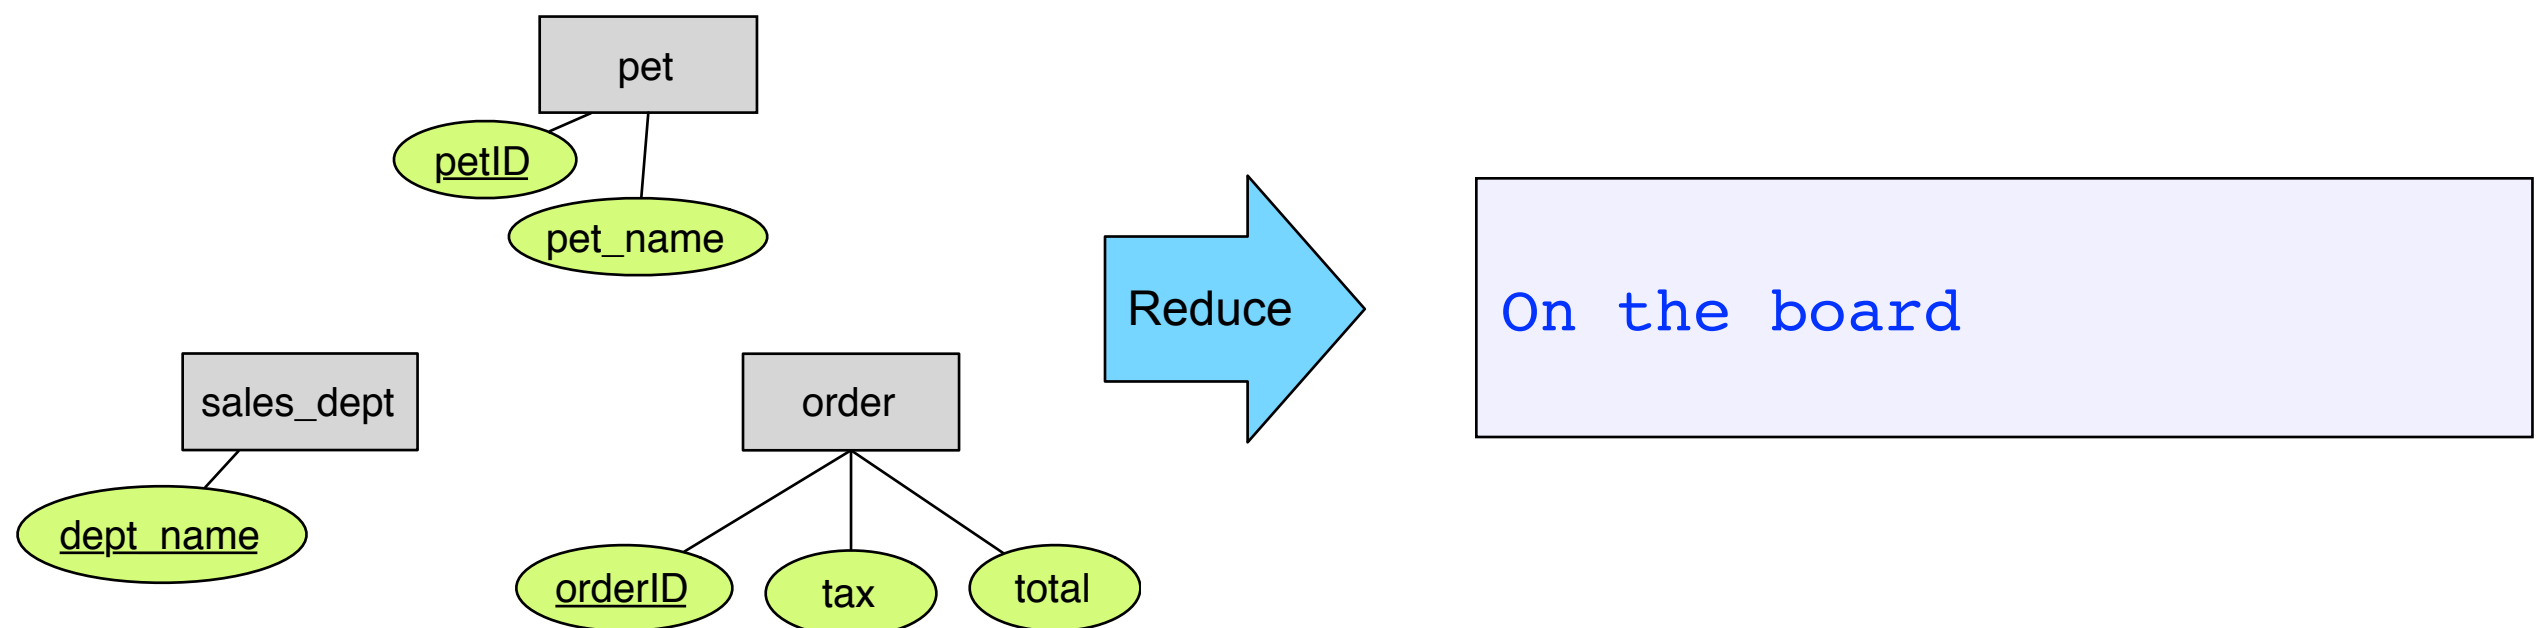 pet
petID
pet_name
sales_dept
dept_name
order
orderID
tax
total
Reduce
On the board